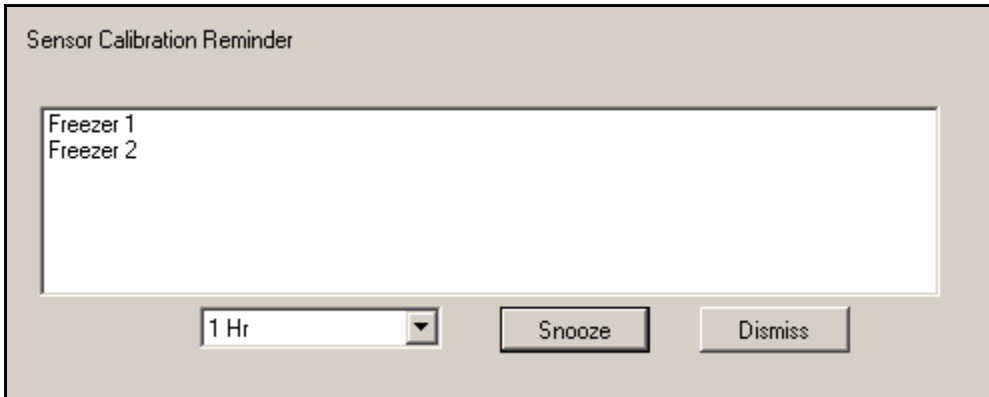 Sensor Calibration Reminder
Freezer 1
Freezer 2
1 Hr
Snooze
Dismiss